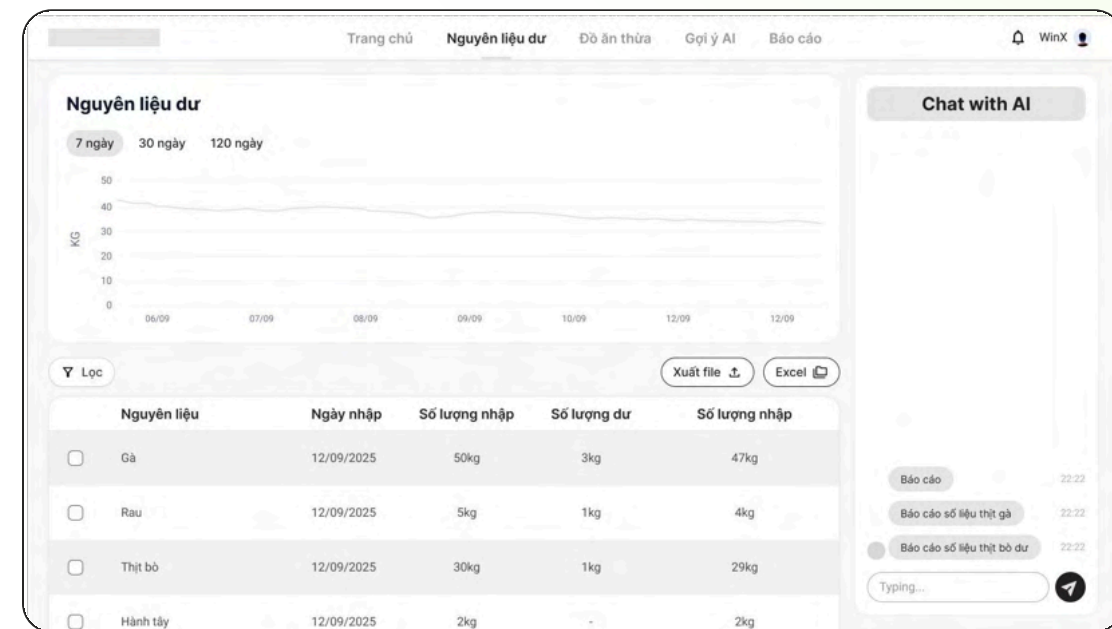 Trang chủ Nguyên liệu dư Đồ ăn thừa Gợi ý AI Báo cáo WinX
Nguyên liệu dư
7 ngày 30 ngày 120 ngày
50
40
30
20
10
0
KG
06/09 07/09 08/09 09/09 10/09 12/09 12/09
Lọc Xuất file Excel
Nguyên liệu Ngày nhập Số lượng nhập Số lượng dư Số lượng nhập
Gà 12/09/2025 50kg 3kg 47kg
Rau 12/09/2025 5kg 1kg 4kg
Thịt bò 12/09/2025 30kg 1kg 29kg
Hành tây 12/09/2025 2kg - 2kg
Chat with AI
Báo cáo 22:22
Báo cáo số liệu thịt gà 22:22
Báo cáo số liệu thịt bò dư 22:22
Typing...